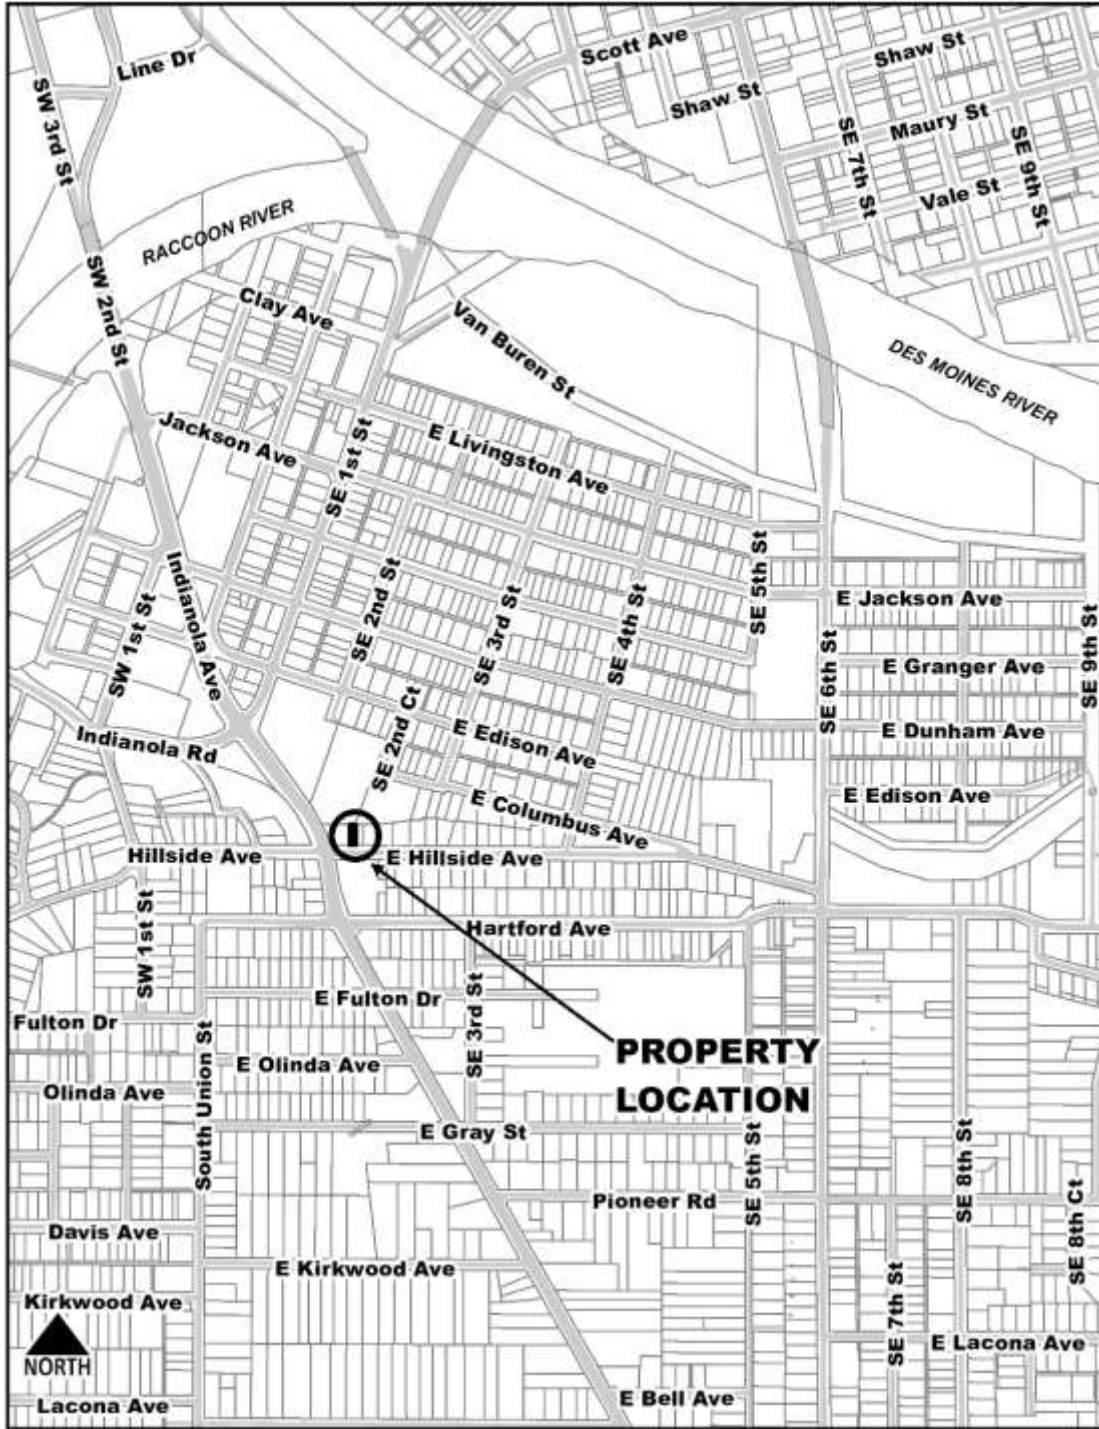 Scott Ave
Shaw St
Line Dr
Shaw St
SW 3rd St
Maury St
SE 7th St
SE 9th St
Vale St
RACCOON RIVER
SW 2nd St
Clay Ave
Van Buren St
DES MOINES RIVER
Jackson Ave
SE 1st St
E Livingston Ave
SE 5th St
Indianola Ave
SE 2nd St
E Jackson Ave
SW 1st St
SE 3rd St
SE 4th St
SE 9th St
SE 6th St
E Granger Ave
Indianola Rd
SE 2nd Ct
E Edison Ave
E Dunham Ave
E Edison Ave
E Columbus Ave
Hillside Ave
E Hillside Ave
SW 1st St
Hartford Ave
E Fulton Dr
SE 3rd St
Fulton Dr
PROPERTY
LOCATION
E Olinda Ave
Olinda Ave
South Union St
E Gray St
SE 5th St
SE 8th St
Pioneer Rd
SE 8th Ct
Davis Ave
E Kirkwood Ave
Kirkwood Ave
SE 7th St
E Lacona Ave
NORTH
E Bell Ave
Lacona Ave